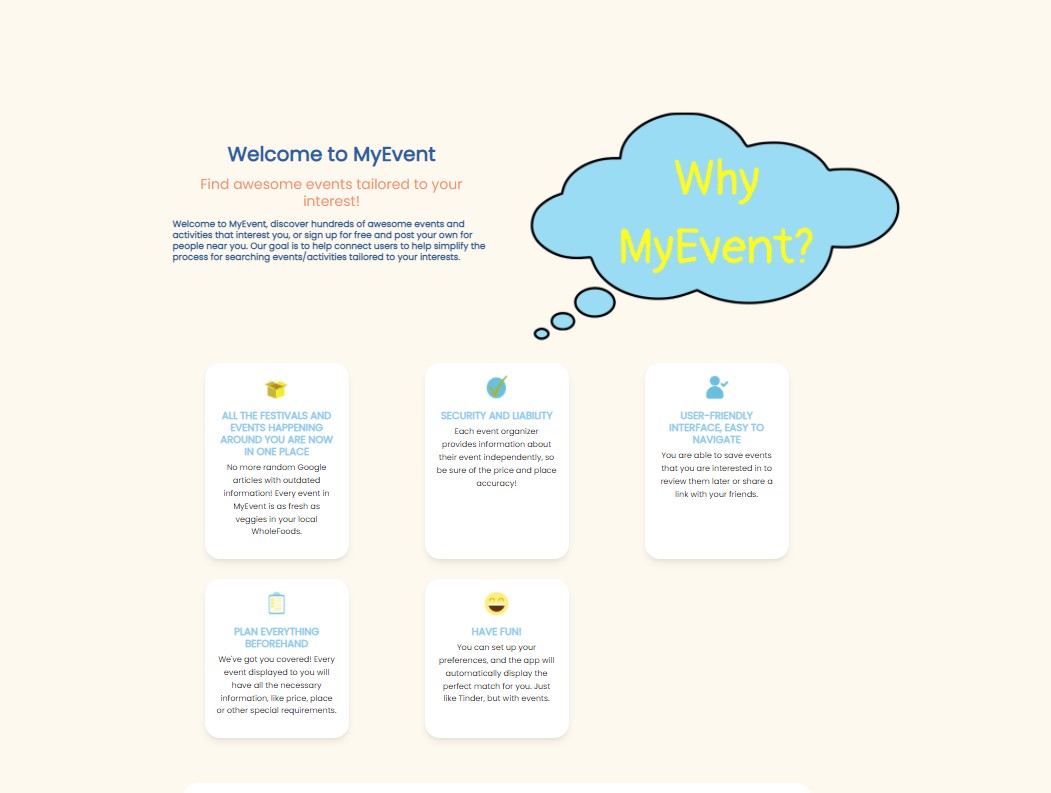 Welcome to MyEvent
Find awesome events tailored to your
interest!
Welcome to MyEvent, discover hundreds of awesome events and
activities that interest you, or sign up for free and post your own for
people near you. Our goal is to help connect users to help simplify the
process for searching events/activities tailored to your interests.
Why
MyEvent?
ALL THE FESTIVALS AND
EVENTS HAPPENING
AROUND YOU ARE NOW
IN ONE PLACE
No more random Google
articles with outdated
information! Every event in
MyEvent is as fresh as
veggies in your local
WholeFoods.
SECURITY AND LIABILITY
Each event organizer
provides information about
their event independently, so
be sure of the price and place
accuracy!
USER-FRIENDLY
INTERFACE, EASY TO
NAVIGATE
You are able to save events
that you are interested in to
review them later or share a
link with your friends.
PLAN EVERYTHING
BEFOREHAND
We've got you covered! Every
event displayed to you will
have all the necessary
information, like price, place
or other special requirements.
HAVE FUN!
You can set up your
preferences, and the app will
automatically display the
perfect match for you. Just
like Tinder, but with events.